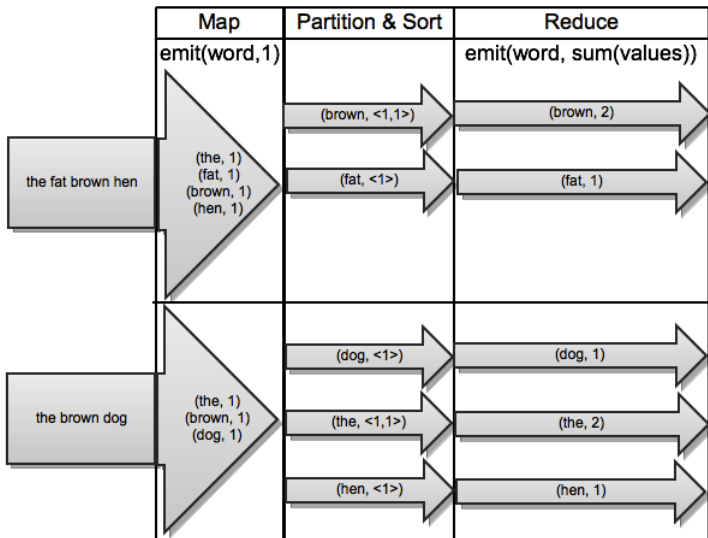 Map
Partition & Sort
Reduce
emit(word,1)
emit(word, sum(values))
the fat brown hen
(the, 1)
(fat, 1)
(brown, 1)
(hen, 1)
(brown, <1,1>)
(brown, 2)
(fat, <1>)
(fat, 1)
the brown dog
(the, 1)
(brown, 1)
(dog, 1)
(dog, <1>)
(dog, 1)
(the, <1,1>)
(the, 2)
(hen, <1>)
(hen, 1)